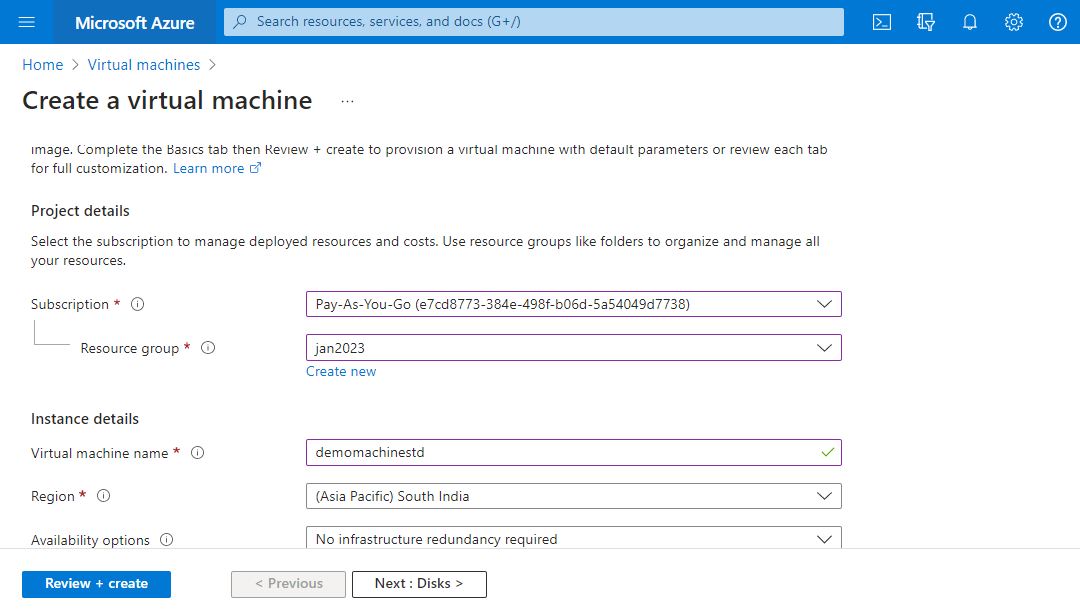 Microsoft Azure
Search resources, services, and docs (G+/)
Home > Virtual machines >
Create a virtual machine ...
image. Complete the Basics tab then Review + create to provision a virtual machine with default parameters or review each tab
for full customization. Learn more
Project details
Select the subscription to manage deployed resources and costs. Use resource groups like folders to organize and manage all
your resources.
Subscription *
Pay-As-You-Go (e7cd8773-384e-498f-b06d-5a54049d7738)
Resource group *
jan2023
Create new
Instance details
Virtual machine name *
demomachinestd
Region *
(Asia Pacific) South India
Availability options
No infrastructure redundancy required
Review + create
< Previous
Next : Disks >